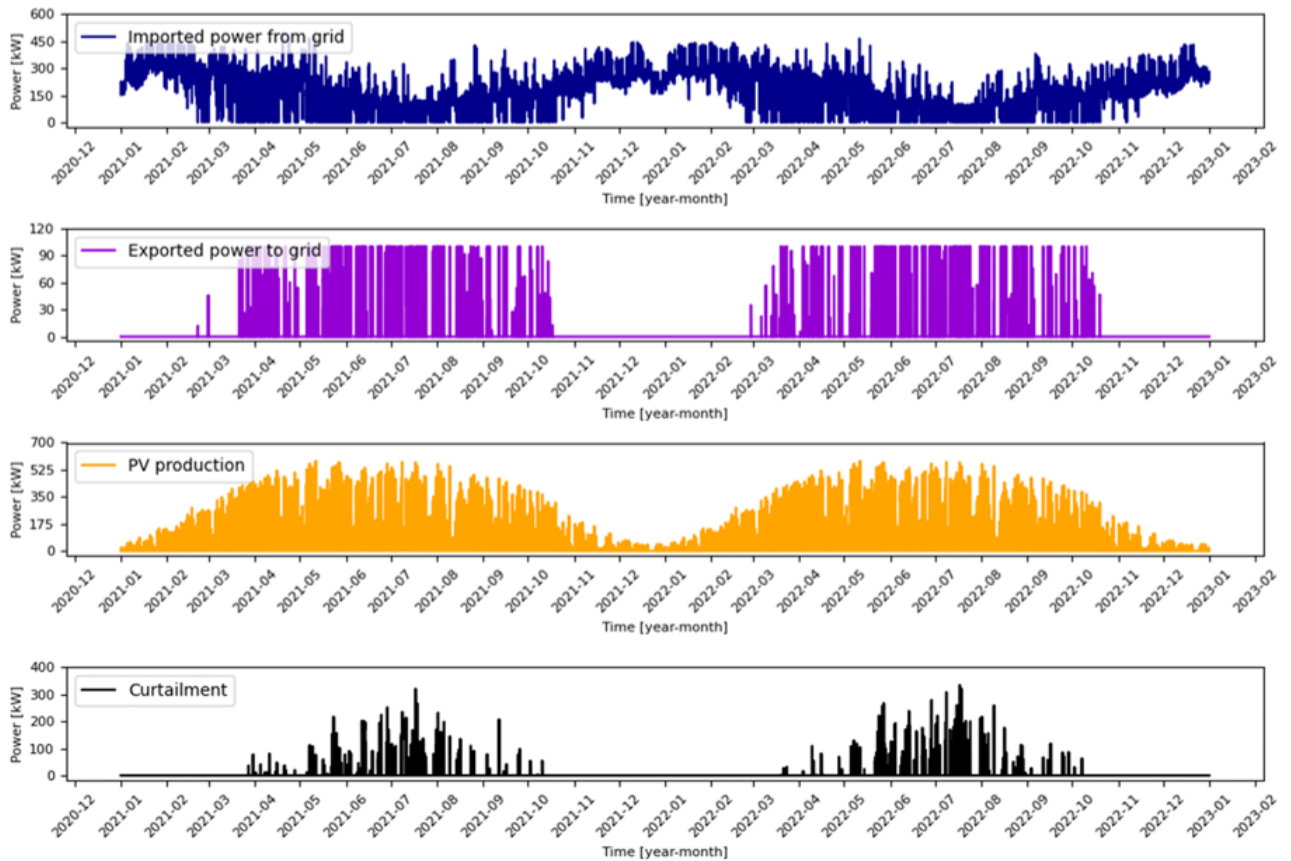 600
450
300
150
0
Power [kW]
Imported power from grid
2020-12 2021-01 2021-02 2021-03 2021-04 2021-05 2021-06 2021-07 2021-08 2021-09 2021-10 2021-11 2021-12 2022-01 2022-02 2022-03 2022-04 2022-05 2022-06 2022-07 2022-08 2022-09 2022-10 2022-11 2022-12 2023-01 2023-02
Time [year-month]
120
90
60
30
0
Power [kW]
Exported power to grid
2020-12 2021-01 2021-02 2021-03 2021-04 2021-05 2021-06 2021-07 2021-08 2021-09 2021-10 2021-11 2021-12 2022-01 2022-02 2022-03 2022-04 2022-05 2022-06 2022-07 2022-08 2022-09 2022-10 2022-11 2022-12 2023-01 2023-02
Time [year-month]
700
525
350
175
0
Power [kW]
PV production
2020-12 2021-01 2021-02 2021-03 2021-04 2021-05 2021-06 2021-07 2021-08 2021-09 2021-10 2021-11 2021-12 2022-01 2022-02 2022-03 2022-04 2022-05 2022-06 2022-07 2022-08 2022-09 2022-10 2022-11 2022-12 2023-01 2023-02
Time [year-month]
400
300
200
100
0
Power [kW]
Curtailment
2020-12 2021-01 2021-02 2021-03 2021-04 2021-05 2021-06 2021-07 2021-08 2021-09 2021-10 2021-11 2021-12 2022-01 2022-02 2022-03 2022-04 2022-05 2022-06 2022-07 2022-08 2022-09 2022-10 2022-11 2022-12 2023-01 2023-02
Time [year-month]